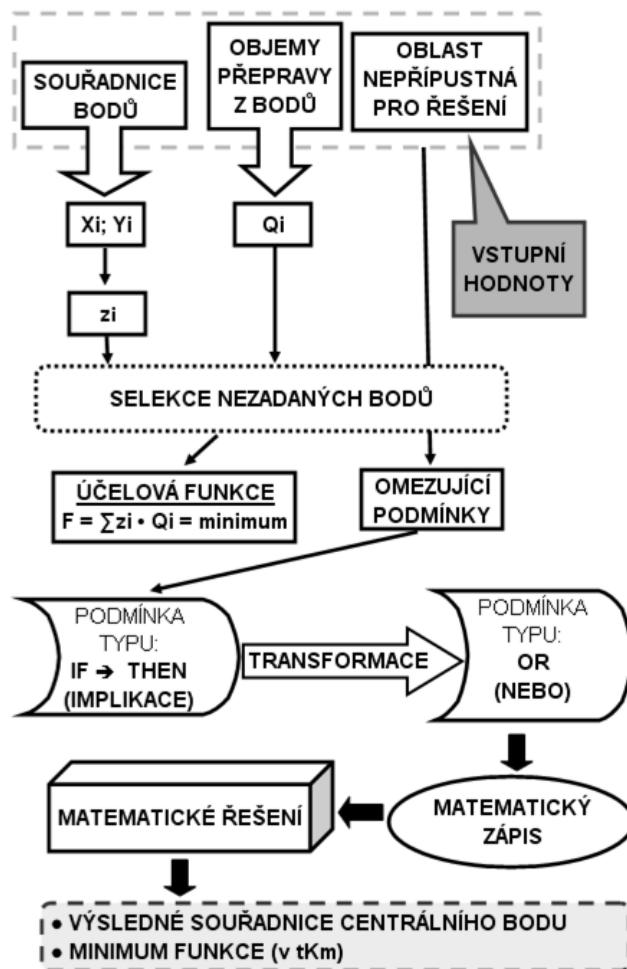 SOUŘADNICE
BODŮ
OBJEMY
PŘEPRAVY
Z BODŮ
OBLAST
NEPŘÍPUSTNÁ
PRO ŘEŠENÍ
Xi; Yi
Qi
VSTUPNÍ
HODNOTY
zi
SELEKCE NEZADANÝCH BODŮ
ÚČELOVÁ FUNKCE
F = ∑zi • Qi = minimum
OMEZUJÍCÍ
PODMÍNKY
PODMÍNKA
TYPU:
IF ➔ THEN
(IMPLIKACE)
TRANSFORMACE
PODMÍNKA
TYPU:
OR
(NEBO)
MATEMATICKÝ
ZÁPIS
MATEMATICKÉ ŘEŠENÍ
● VÝSLEDNÉ SOUŘADNICE CENTRÁLNÍHO BODU
● MINIMUM FUNKCE (v tKm)